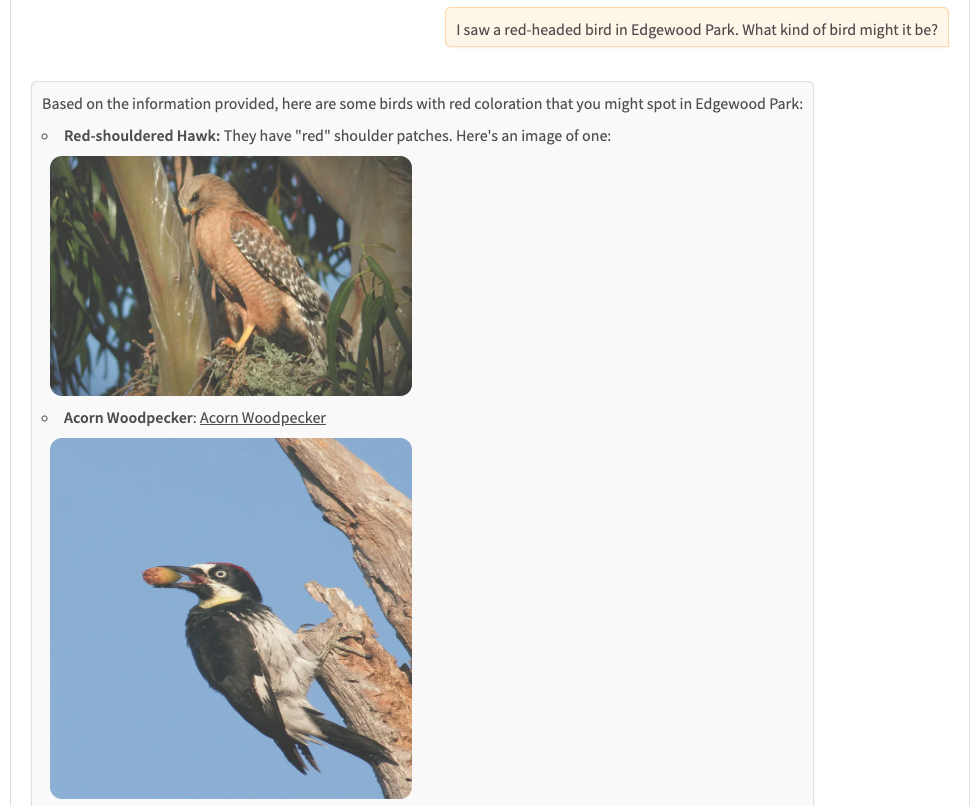 I saw a red-headed bird in Edgewood Park. What kind of bird might it be?
Based on the information provided, here are some birds with red coloration that you might spot in Edgewood Park:
Red-shouldered Hawk: They have "red" shoulder patches. Here's an image of one:
Acorn Woodpecker: Acorn Woodpecker